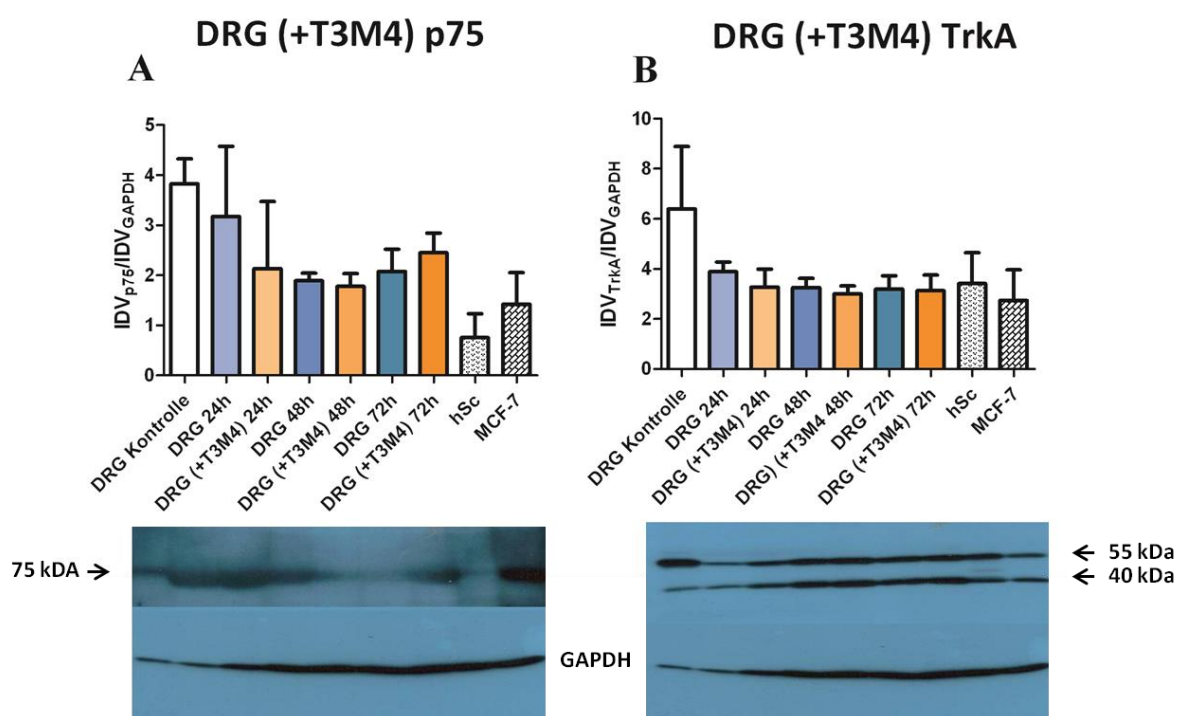 DRG (+T3M4) p75
DRG (+T3M4) TrkA
A
B
IDVp75/IDVGAPDH
5
4
3
2
1
0
DRG Kontrolle
DRG 24h
DRG (+T3M4) 24h
DRG 48h
DRG (+T3M4) 48h
DRG 72h
DRG (+T3M4) 72h
hSc
MCF-7
IDVTrkA/IDVGAPDH
10
8
6
4
2
0
DRG Kontrolle
DRG 24h
DRG (+T3M4) 24h
DRG 48h
DRG) (+T3M4 48h
DRG 72h
DRG (+T3M4) 72h
hSc
MCF-7
75 kDA →
← 55 kDa
← 40 kDa
GAPDH